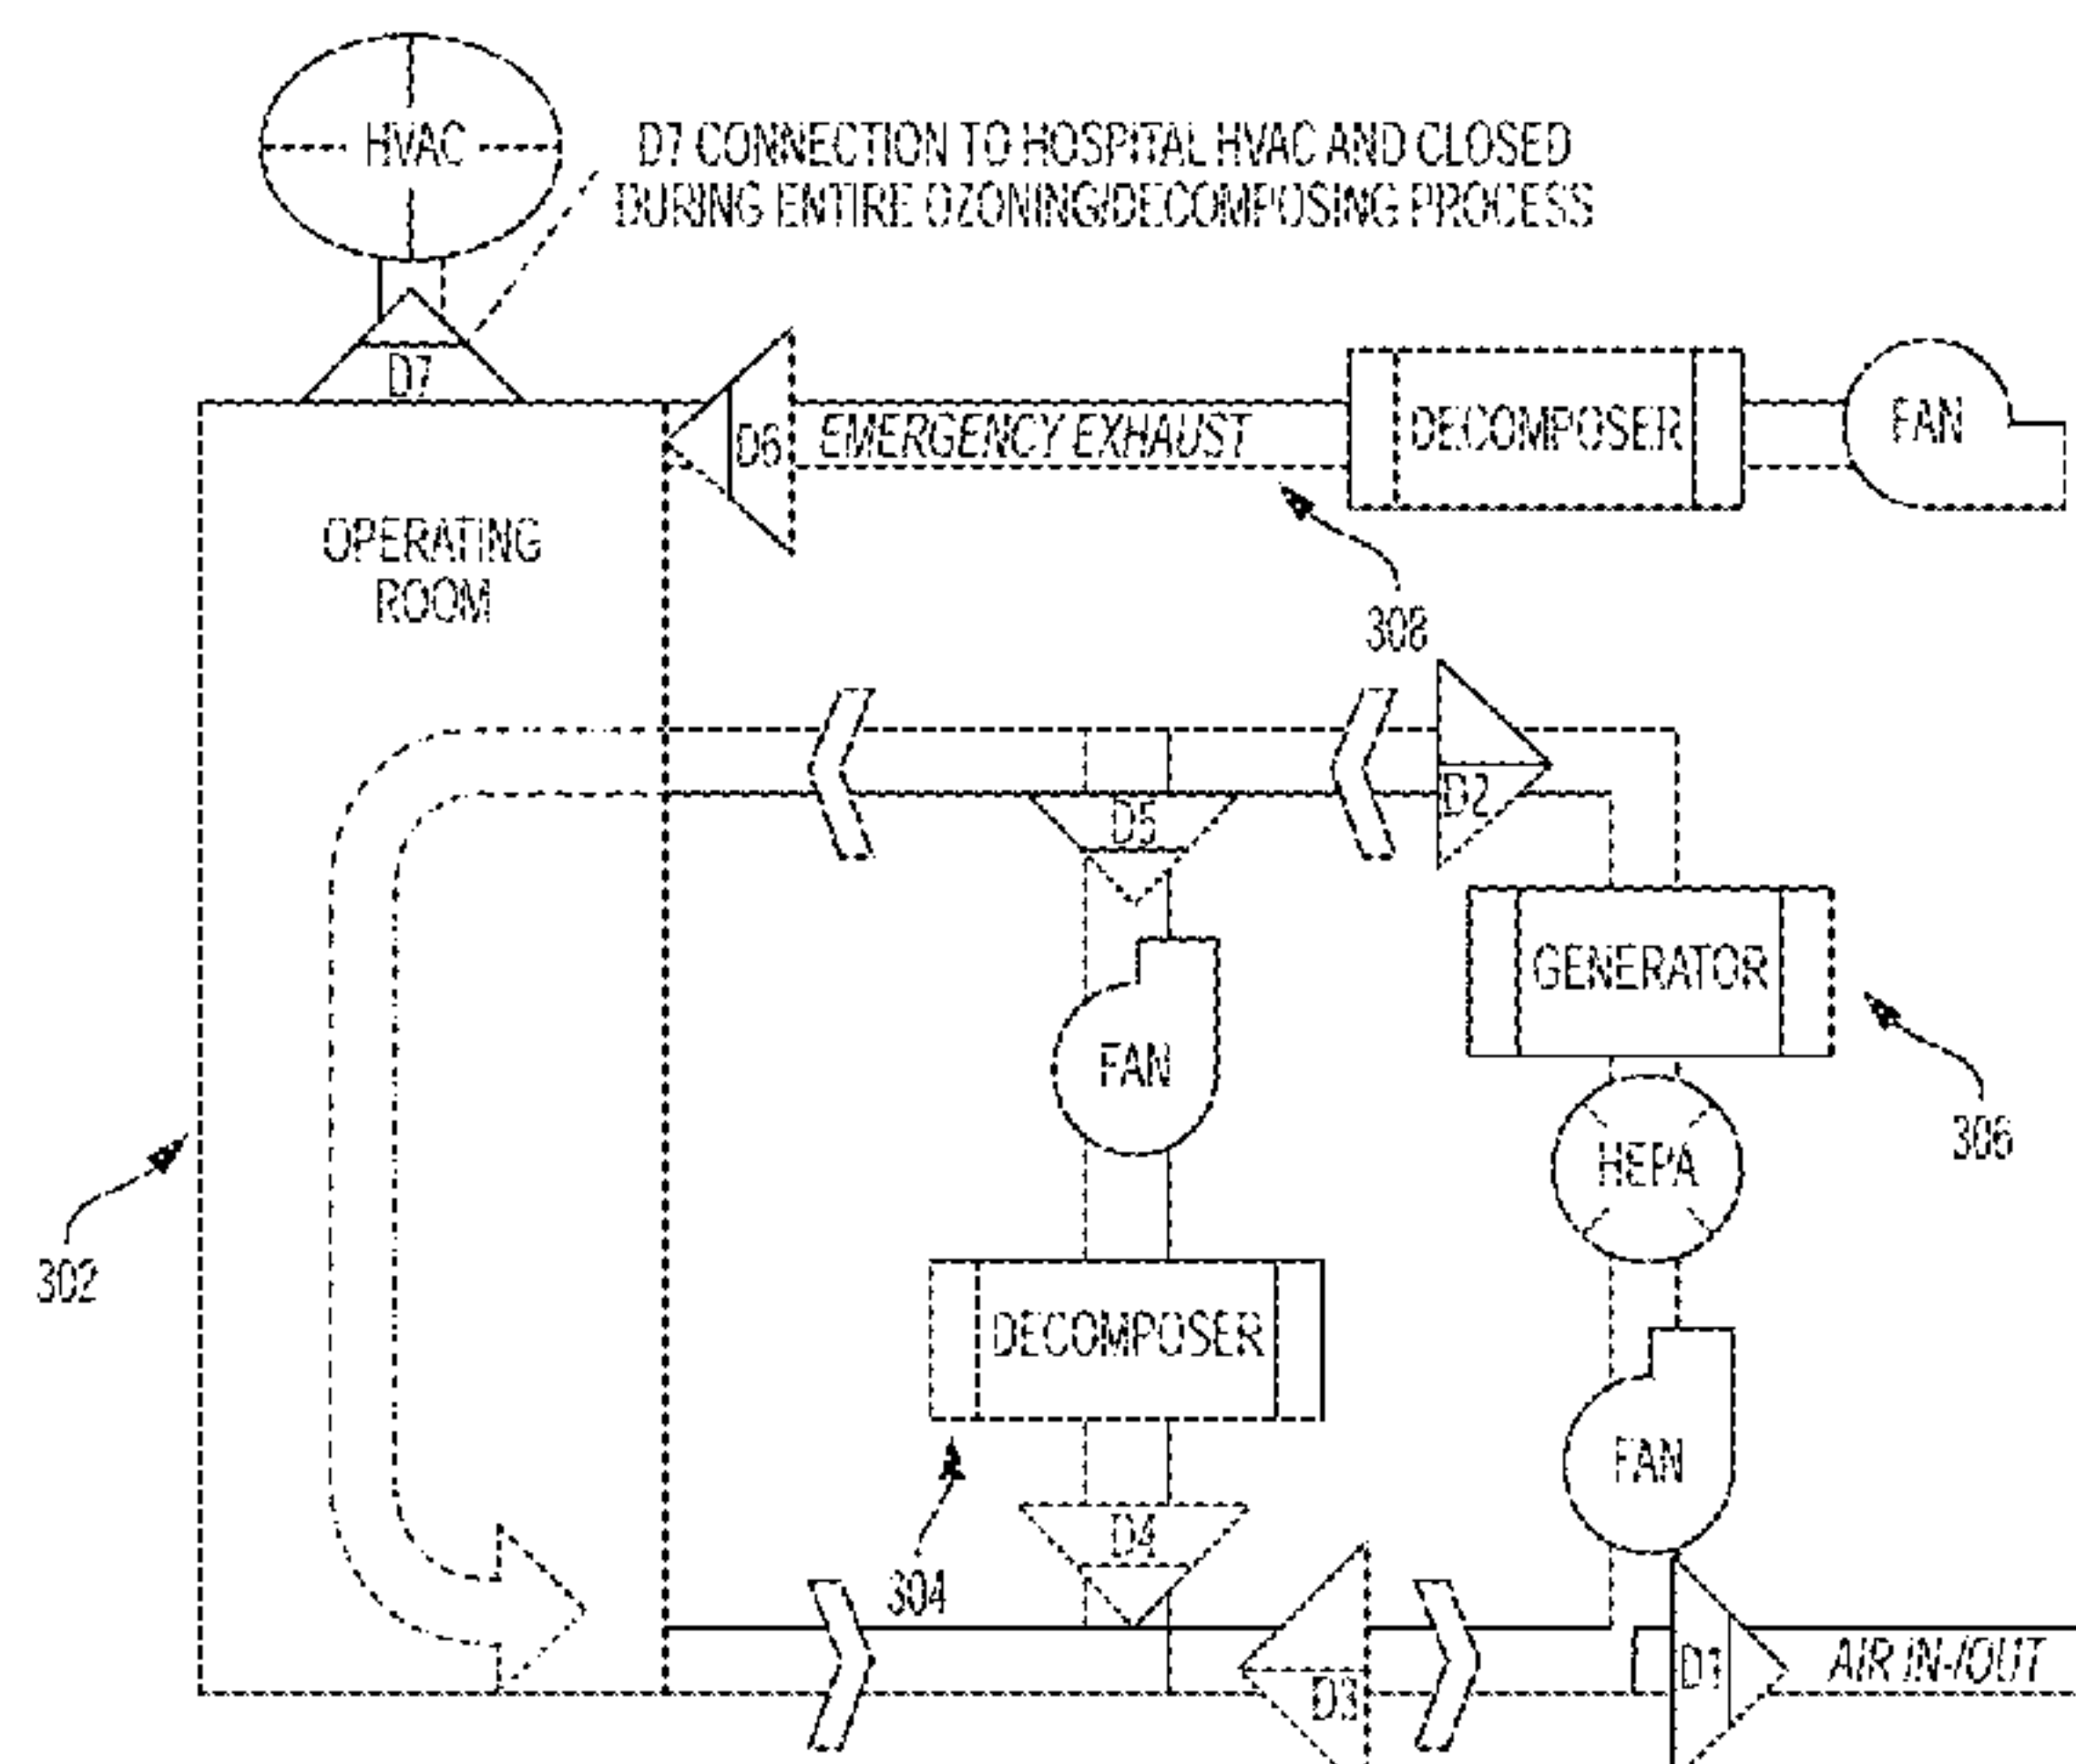 HVAC
D7 CONNECTION TO HOSPITAL HVAC AND CLOSED
DURING ENTIRE OZONING/DECOMPOSING PROCESS
D7
D6
EMERGENCY EXHAUST
DECOMPOSER
FAN
OPERATING
ROOM
308
D5
D2
GENERATOR
306
FAN
HEPA
302
DECOMPOSER
FAN
D4
304
D3
D1
AIR IN-/OUT